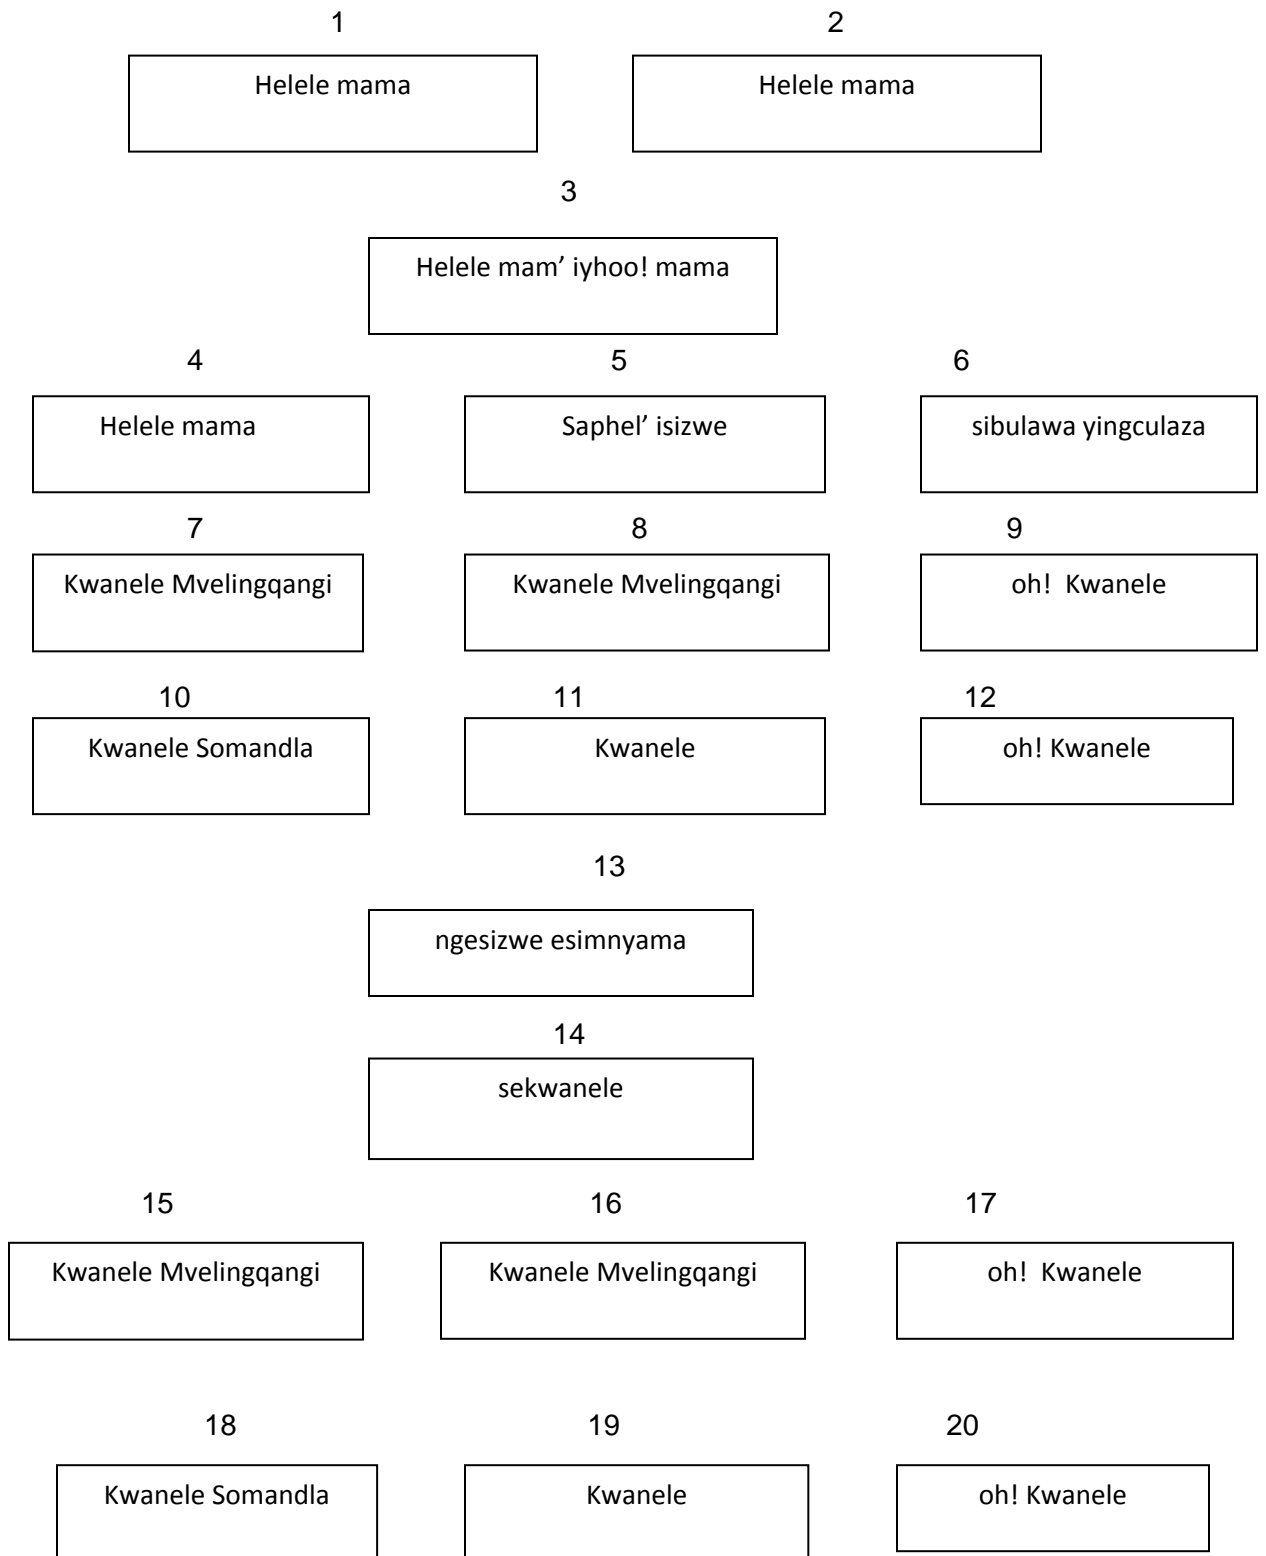 1 2
Helele mama Helele mama
3
Helele mam’ iyhoo! mama
4 5 6
Helele mama Saphel’ isizwe sibulawa yingculaza
7 8 9
Kwanele Mvelingqangi Kwanele Mvelingqangi oh! Kwanele
10 11 12
Kwanele Somandla Kwanele oh! Kwanele
13
ngesizwe esimnyama
14
sekwanele
15 16 17
Kwanele Mvelingqangi Kwanele Mvelingqangi oh! Kwanele
18 19 20
Kwanele Somandla Kwanele oh! Kwanele